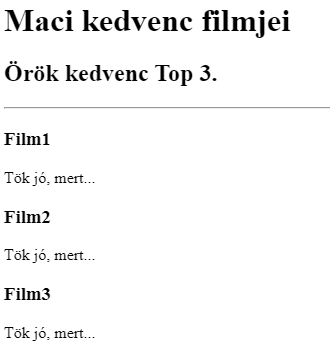 Maci kedvenc filmjei
Örök kedvenc Top 3.
Film1
Tök jó, mert...
Film2
Tök jó, mert...
Film3
Tök jó, mert...